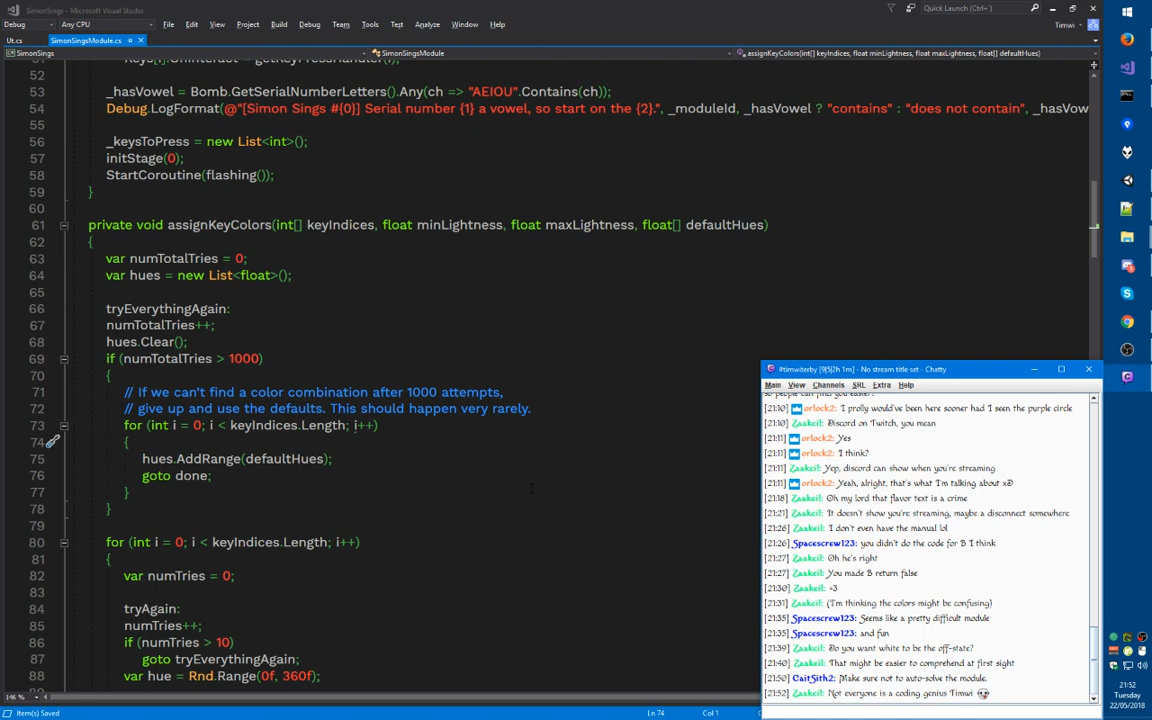 SimonSings - Microsoft Visual Studio
Quick Launch (Ctrl+')
File Edit View Project Build Debug Team Tools Test Analyze Window Help
Debug Any CPU
Timwi
Ut.cs SimonSingsModule.cs
SimonSings SimonSingsModule assignKeyColors(int[] keyIndices, float minLightness, float maxLightness, float[] defaultHues)
52
53 _hasVowel = Bomb.GetSerialNumberLetters().Any(ch => "AEIOU".Contains(ch));
54 Debug.LogFormat(@"[Simon Sings #{0}] Serial number {1} a vowel, so start on the {2}.", _moduleId, _hasVowel ? "contains" : "does not contain", _hasVow
55
56 _keysToPress = new List<int>();
57 initStage(0);
58 StartCoroutine(flashing());
59 }
60
61 private void assignKeyColors(int[] keyIndices, float minLightness, float maxLightness, float[] defaultHues)
62 {
63 var numTotalTries = 0;
64 var hues = new List<float>();
65
66 tryEverythingAgain:
67 numTotalTries++;
68 hues.Clear();
69 if (numTotalTries > 1000)
70 {
71 // If we can't find a color combination after 1000 attempts,
72 // give up and use the defaults. This should happen very rarely.
73 for (int i = 0; i < keyIndices.Length; i++)
74 {
75 hues.AddRange(defaultHues);
76 goto done;
77 }
78 }
79
80 for (int i = 0; i < keyIndices.Length; i++)
81 {
82 var numTries = 0;
83
84 tryAgain:
85 numTries++;
86 if (numTries > 10)
87 goto tryEverythingAgain;
88 var hue = Rnd.Range(0f, 360f);
146 %
Item(s) Saved Ln 74 Col 1
#timwiterby [9|5|2h 1m] - No stream title set - Chatty
Main View Channels SRL Extra Help
so people can find you easier?
[21:10] orlock2: I prolly would've been here sooner had I seen the purple circle
[21:10] Zaakeil: Discord on Twitch, you mean
[21:11] orlock2: Yes
[21:11] orlock2: I think?
[21:11] Zaakeil: Yep, discord can show when you're streaming
[21:11] orlock2: Yeah, alright, that's what I'm talking about xD
[21:18] Zaakeil: Oh my lord that flavor text is a crime
[21:21] Zaakeil: It doesn't show you're streaming, maybe a disconnect somewhere
[21:26] Zaakeil: I don't even have the manual lol
[21:26] Spacescrew123: you didn't do the code for B I think
[21:27] Zaakeil: Oh he's right
[21:27] Zaakeil: You made B return false
[21:30] Zaakeil: =3
[21:31] Zaakeil: (I'm thinking the colors might be confusing)
[21:35] Spacescrew123: Seems like a pretty difficult module
[21:35] Spacescrew123: and fun
[21:39] Zaakeil: Do you want white to be the off-state?
[21:40] Zaakeil: That might be easier to comprehend at first sight
[21:50] CaitSith2: Make sure not to auto-solve the module.
[21:52] Zaakeil: Not everyone is a coding genius Timwi
21:52
Tuesday
22/05/2018